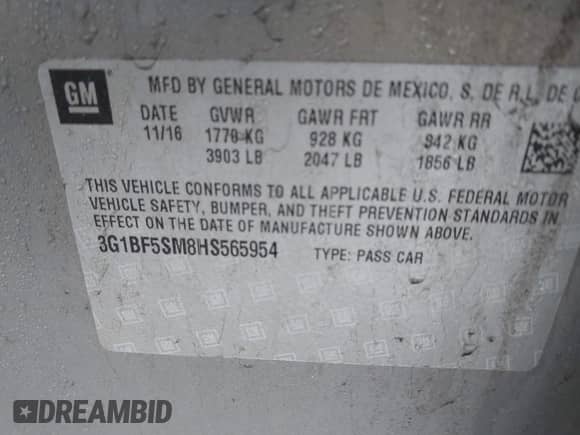 GM
MFD BY GENERAL MOTORS DE MEXICO, S. DE R.L. DE
DATE GVWR GAWR FRT GAWR RR
11/16 1770 KG 928 KG 842 KG
3903 LB 2047 LB 1856 LB
THIS VEHICLE CONFORMS TO ALL APPLICABLE U.S. FEDERAL MOTOR
VEHICLE SAFETY, BUMPER, AND THEFT PREVENTION STANDARDS IN
EFFECT ON THE DATE OF MANUFACTURE SHOWN ABOVE.
3G1BF5SM8HS565954 TYPE: PASS CAR
DREAMBID